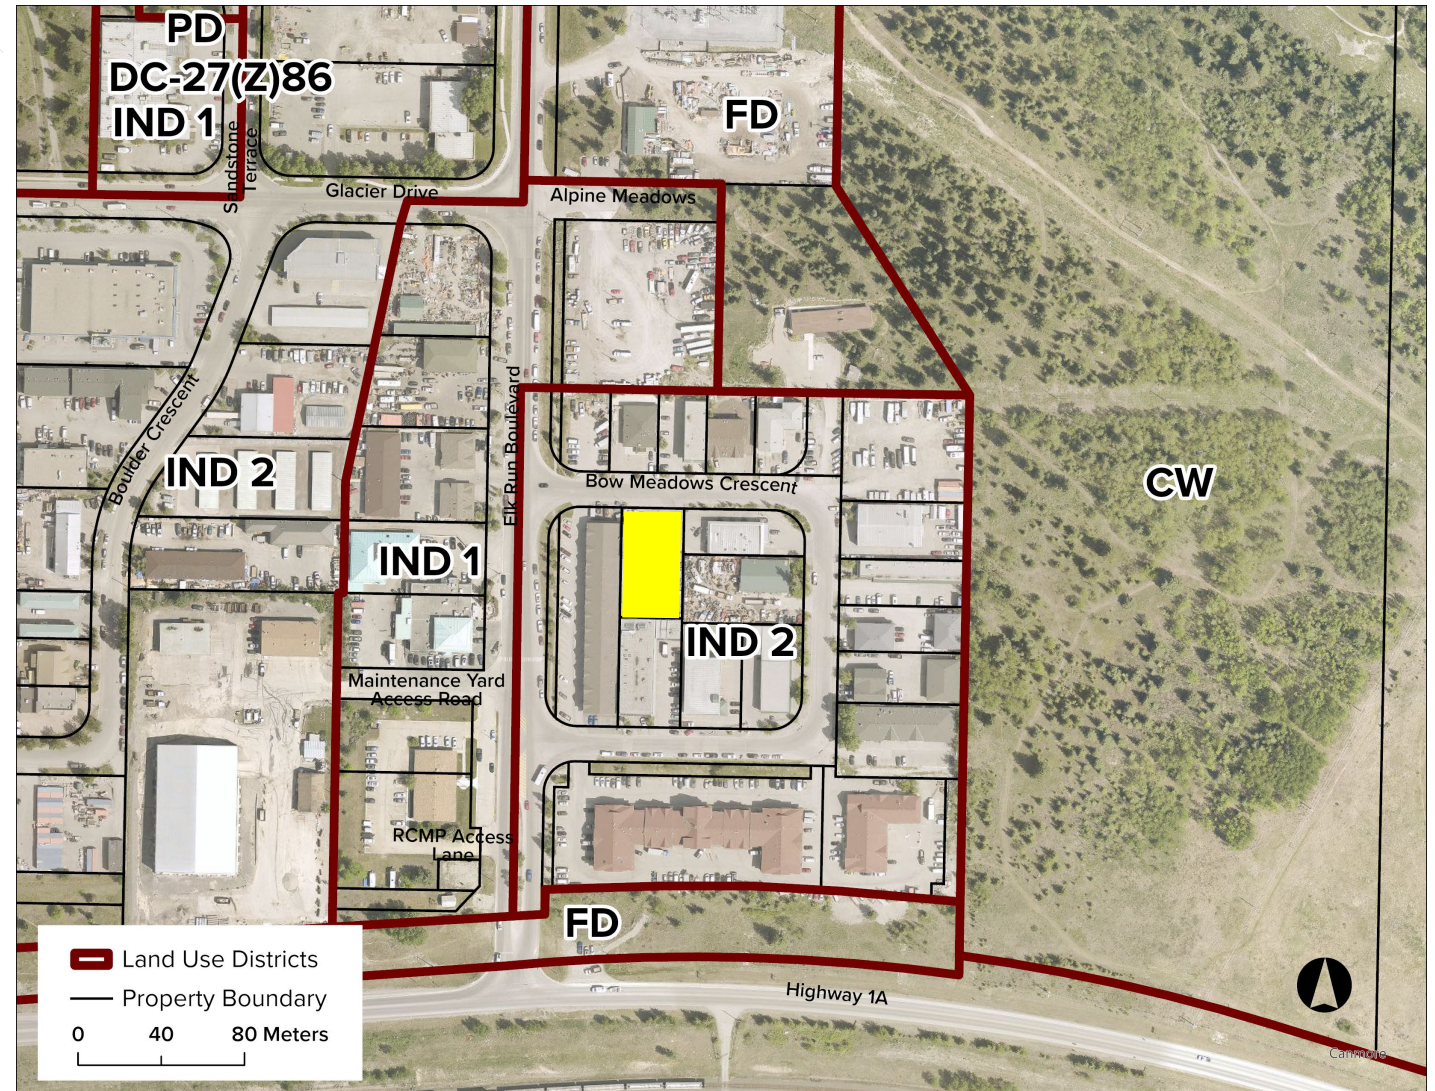 PD
DC-27(Z)86
IND 1
Sandstone
Terrace
Glacier Drive
FD
Alpine Meadows
Boulder Crescent
IND 2
Elk Run Boulevard
Bow Meadows Crescent
CW
IND 1
IND 2
Maintenance Yard
Access Road
RCMP Access
Lane
FD
Highway 1A
Land Use Districts
Property Boundary
0 40 80 Meters
Canmore